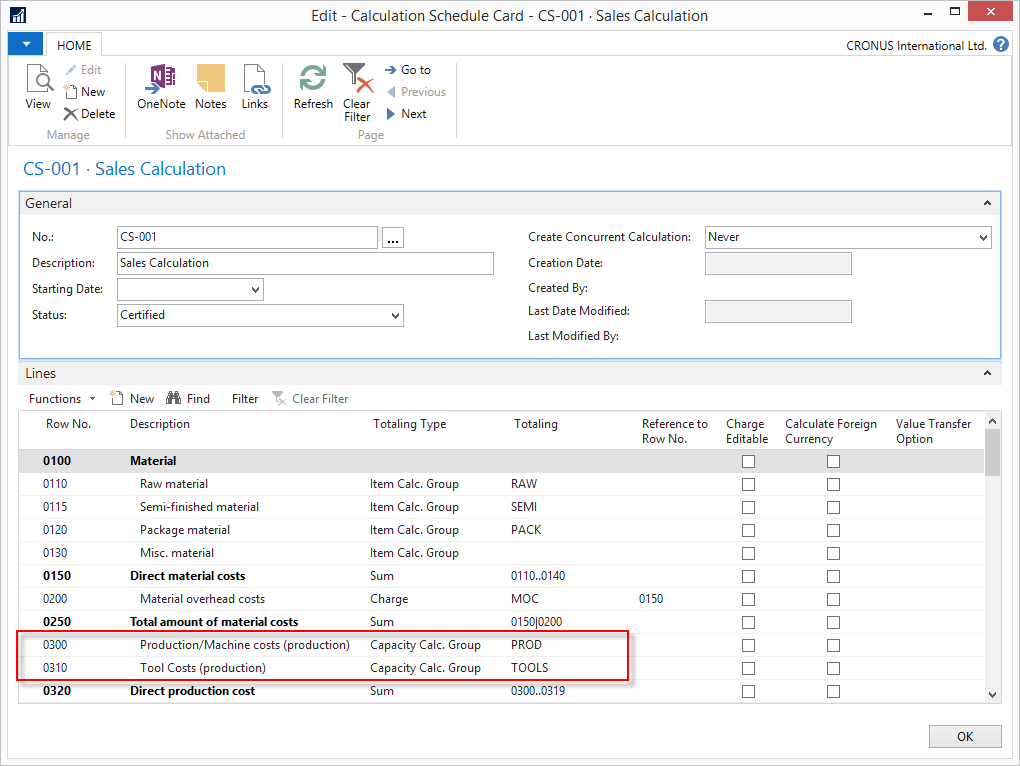 Edit - Calculation Schedule Card - CS-001 · Sales Calculation
HOME
CRONUS International Ltd.
View
Edit
New
Delete
Manage
OneNote
Notes
Links
Show Attached
Refresh
Clear
Filter
Go to
Previous
Next
Page
CS-001 · Sales Calculation
General
No.: CS-001 ...
Description: Sales Calculation
Starting Date:
Status: Certified
Create Concurrent Calculation: Never
Creation Date:
Created By:
Last Date Modified:
Last Modified By:
Lines
Functions New Find Filter Clear Filter
Row No. Description Totaling Type Totaling Reference to Row No. Charge Editable Calculate Foreign Currency Value Transfer Option
0100 Material
0110 Raw material Item Calc. Group RAW
0115 Semi-finished material Item Calc. Group SEMI
0120 Package material Item Calc. Group PACK
0130 Misc. material Item Calc. Group
0150 Direct material costs Sum 0110..0140
0200 Material overhead costs Charge MOC 0150
0250 Total amount of material costs Sum 0150|0200
0300 Production/Machine costs (production) Capacity Calc. Group PROD
0310 Tool Costs (production) Capacity Calc. Group TOOLS
0320 Direct production cost Sum 0300..0319
OK